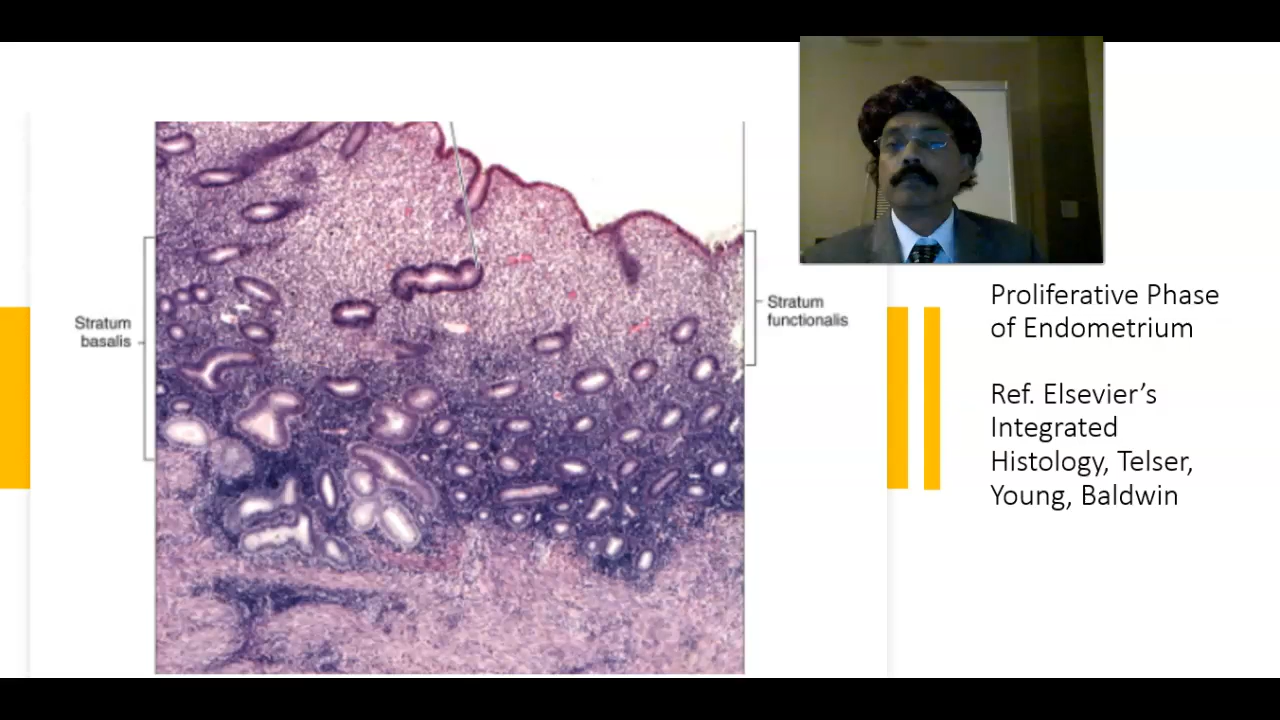 Stratum
basalis
Stratum
functionalis
Proliferative Phase
of Endometrium
Ref. Elsevier’s
Integrated
Histology, Telser,
Young, Baldwin